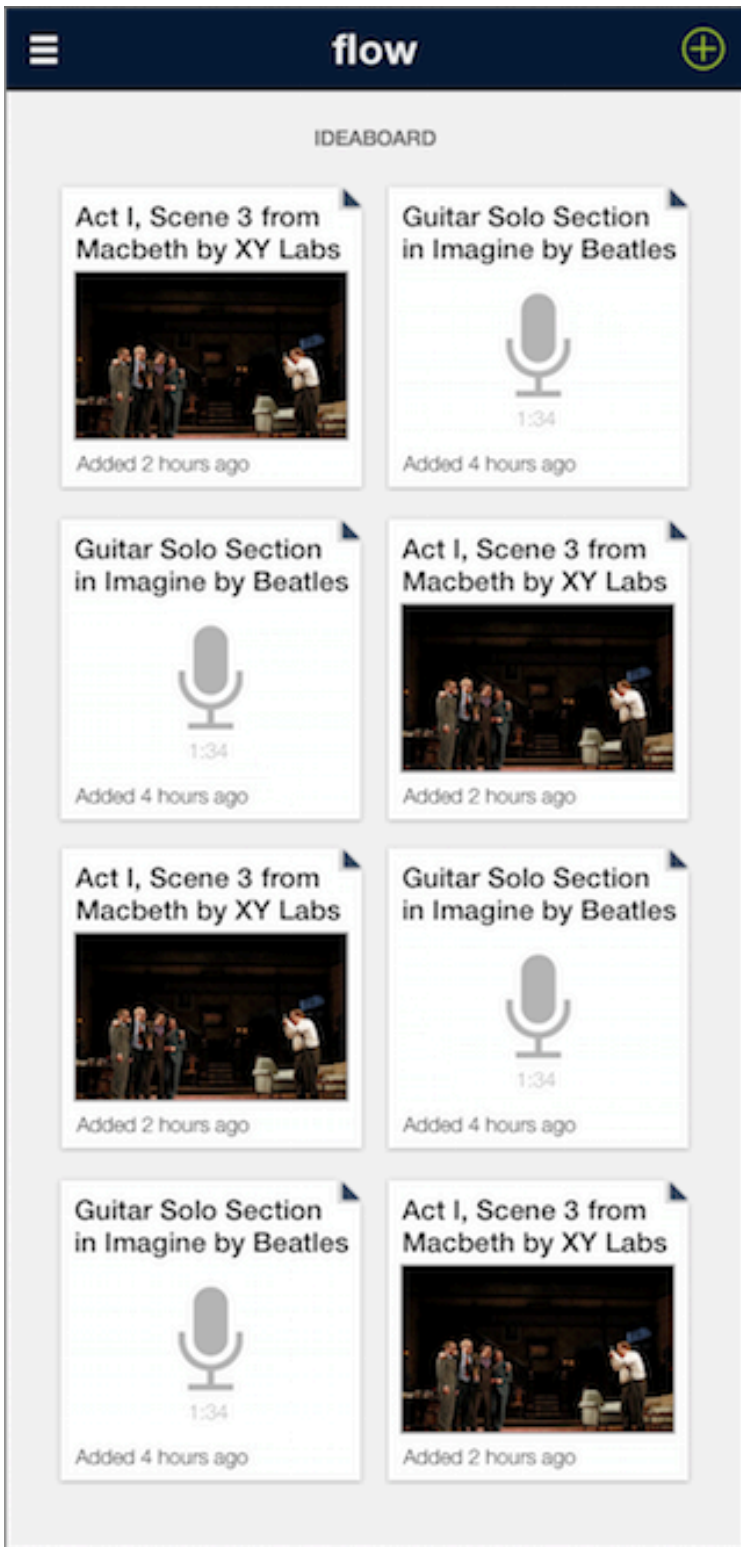 flow
IDEABOARD
Act I, Scene 3 from
Macbeth by XY Labs
Added 2 hours ago
Guitar Solo Section
in Imagine by Beatles
1:34
Added 4 hours ago
Guitar Solo Section
in Imagine by Beatles
1:34
Added 4 hours ago
Act I, Scene 3 from
Macbeth by XY Labs
Added 2 hours ago
Act I, Scene 3 from
Macbeth by XY Labs
Added 2 hours ago
Guitar Solo Section
in Imagine by Beatles
1:34
Added 4 hours ago
Guitar Solo Section
in Imagine by Beatles
1:34
Added 4 hours ago
Act I, Scene 3 from
Macbeth by XY Labs
Added 2 hours ago